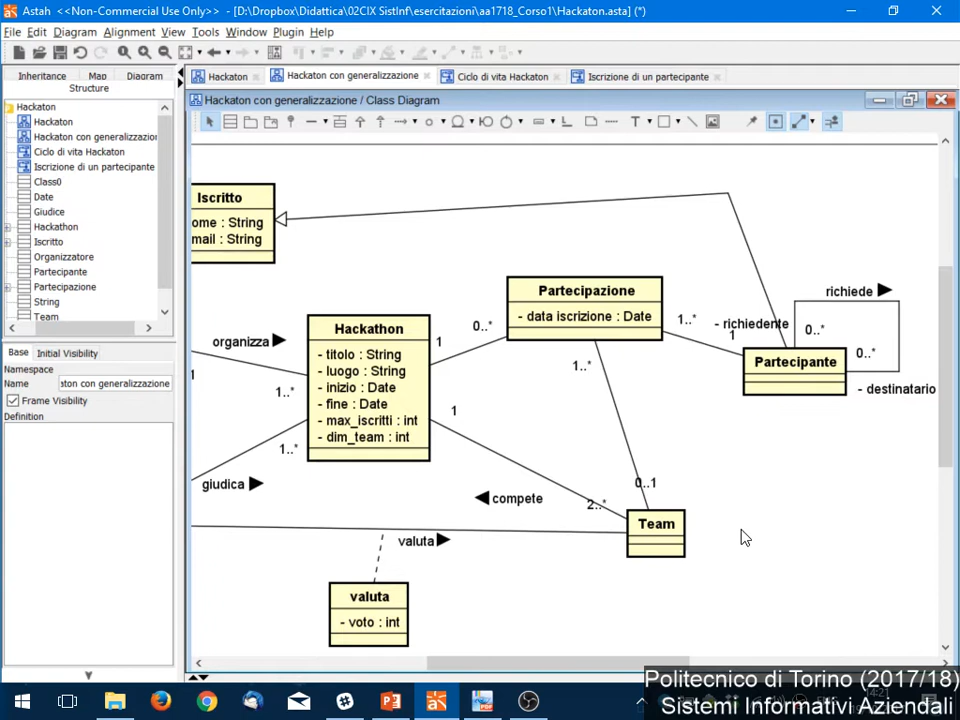 Astah <<Non-Commercial Use Only >> - [D:\Dropbox\Didattica\02CIX SistInf\esercitazioni\aa1718_Corso1\Hackaton.asta] (*)
File Edit Diagram Alignment View Tools Window Plugin Help
Inheritance Map Diagram
Structure
Hackaton Hackaton con generalizzazione Ciclo di vita Hackaton Iscrizione di un partecipante
Hackaton con generalizzazione / Class Diagram
Hackaton
Hackaton
Hackaton con generalizzazion
Ciclo di vita Hackaton
Iscrizione di un partecipante
Class0
Date
Giudice
Hackathon
Iscritto
Organizzatore
Partecipante
Partecipazione
String
Team
Base Initial Visibility
Namespace
Name ston con generalizzazione
Frame Visibility
Definition
Iscritto
ome : String
mail : String
Partecipazione
- data iscrizione : Date
richiede
- richiedente
0..*
0..*
Partecipante
- destinatario
1..*
1
organizza
1
1..*
Hackathon
- titolo : String
- luogo : String
- inizio : Date
- fine : Date
- max_iscritti : int
- dim_team : int
1
0..*
1
1..*
0..1
1..*
giudica
compete
2..*
Team
valuta
valuta
- voto : int
Politecnico di Torino (2017/18)
Sistemi Informativi Aziendali